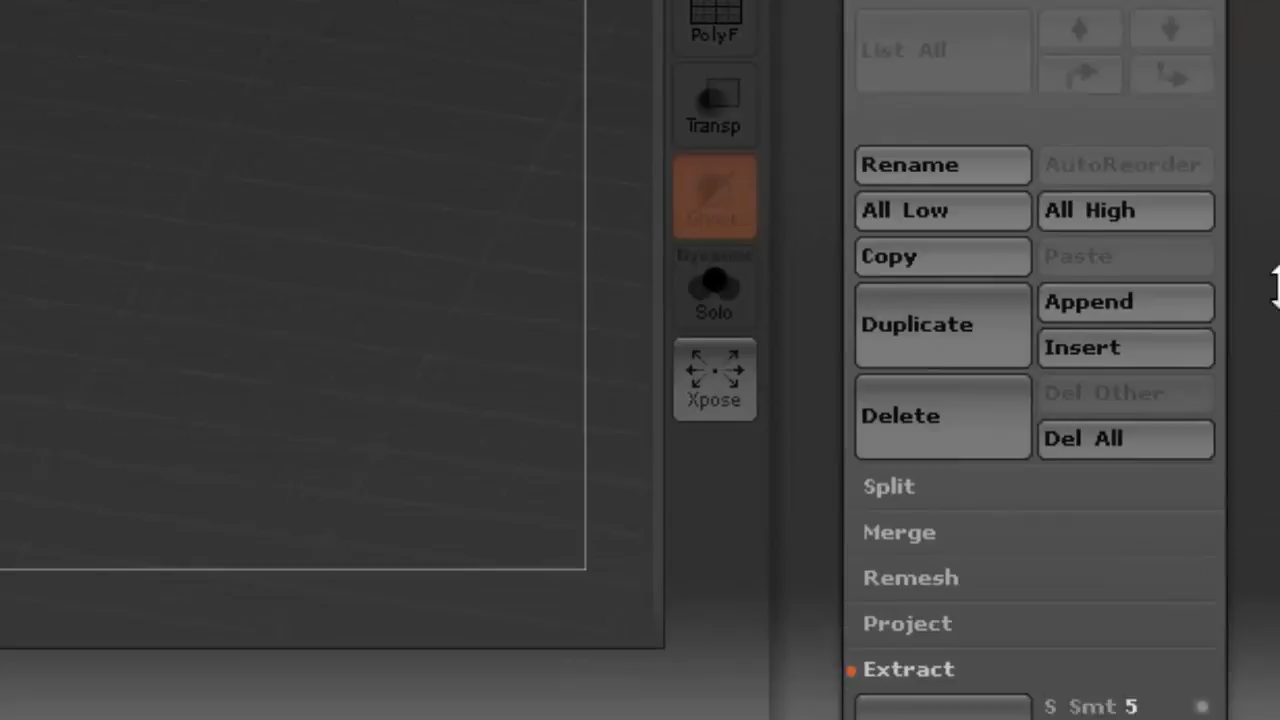 PolyF
Transp
Dynamic
Solo
Xpose
List All
Rename
AutoReorder
All Low
All High
Copy
Paste
Duplicate
Append
Insert
Delete
Del Other
Del All
Split
Merge
Remesh
Project
Extract
S Smt 5